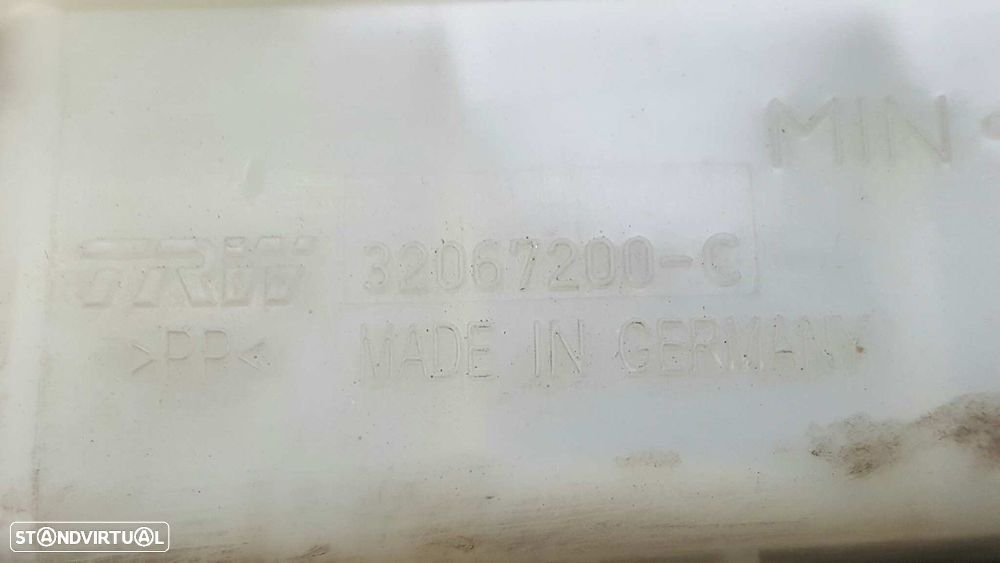 MIN
TRW 32067200-C
>PP< MADE IN GERMANY
STANDVIRTUAL